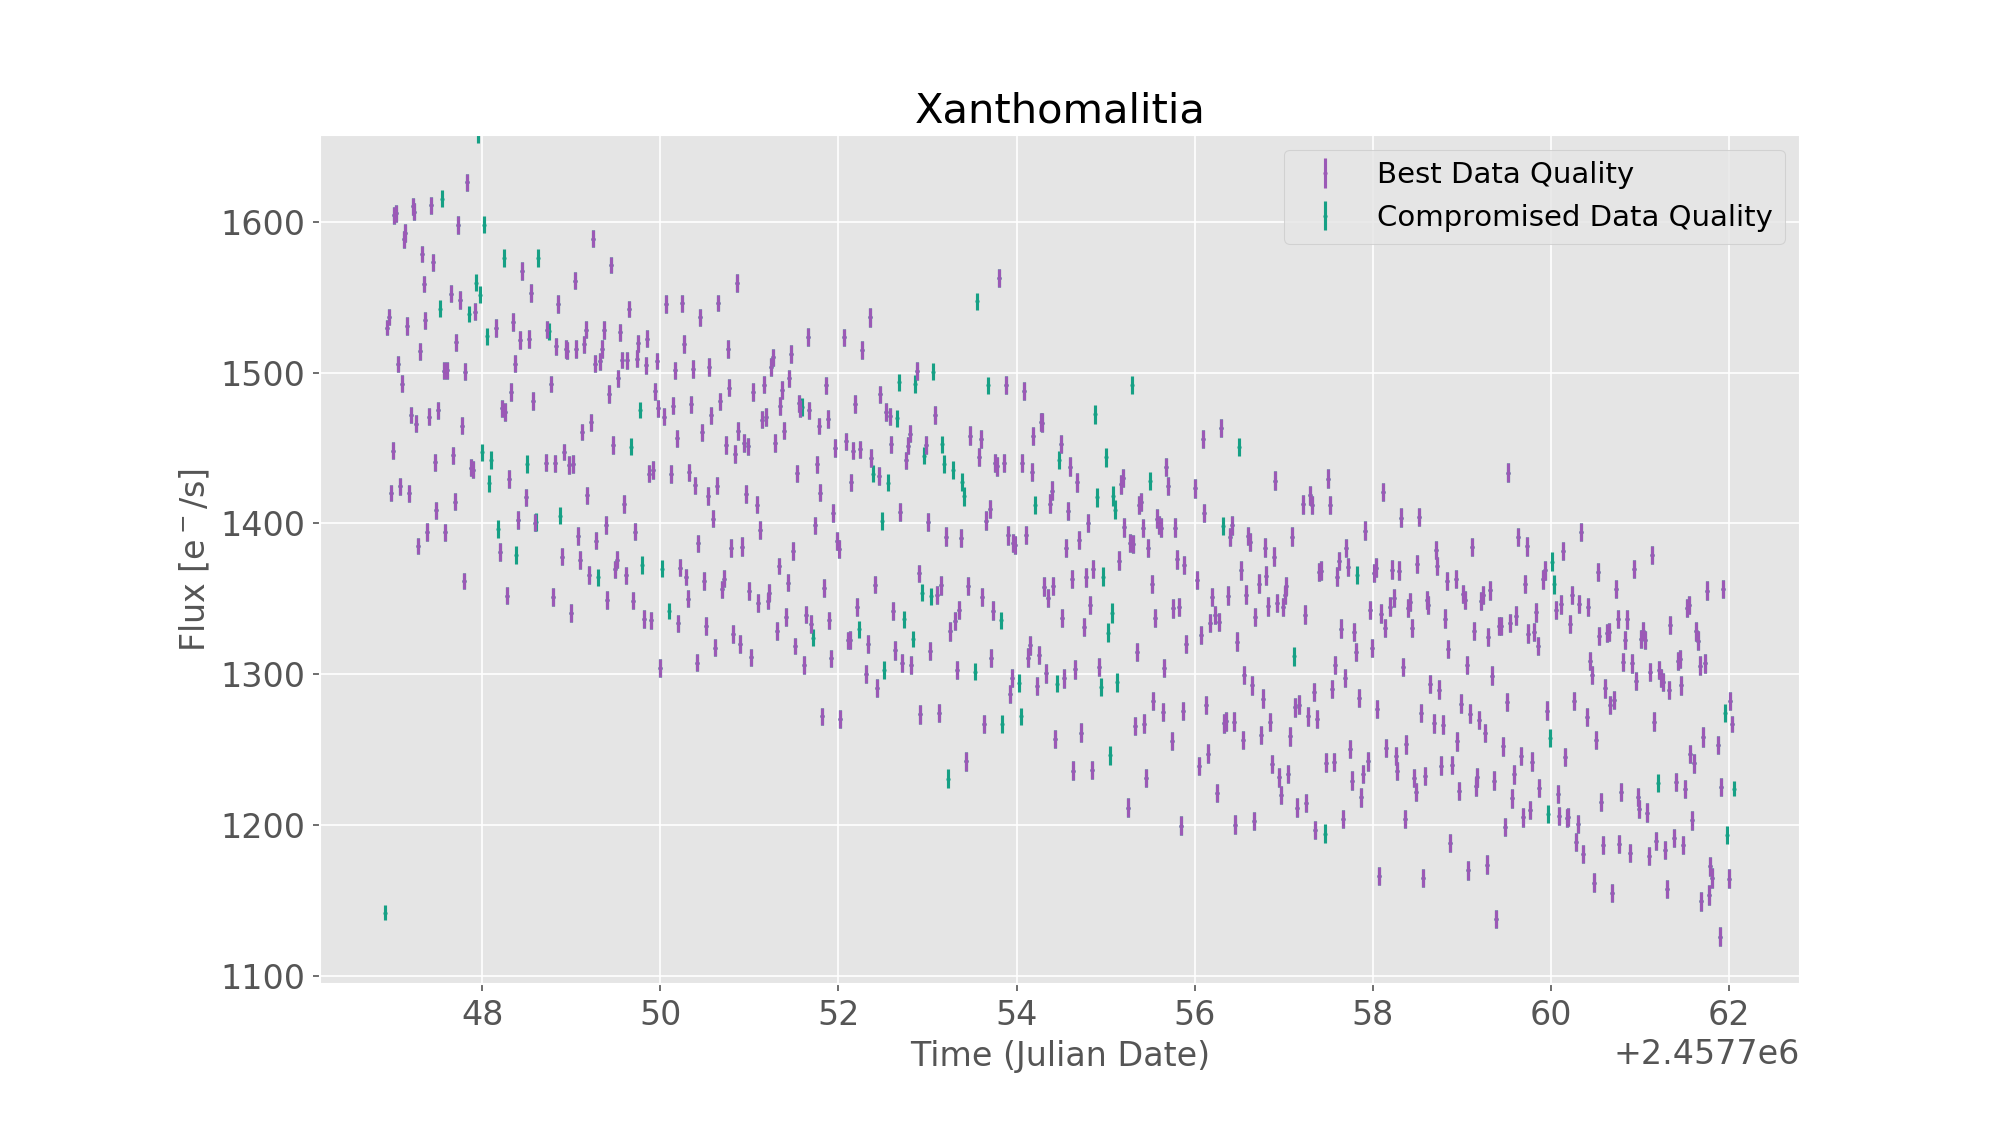 Xanthomalitia
Best Data Quality
Compromised Data Quality
Flux [e⁻/s]
1600
1500
1400
1300
1200
1100
48 50 52 54 56 58 60 62
Time (Julian Date)
+2.4577e6